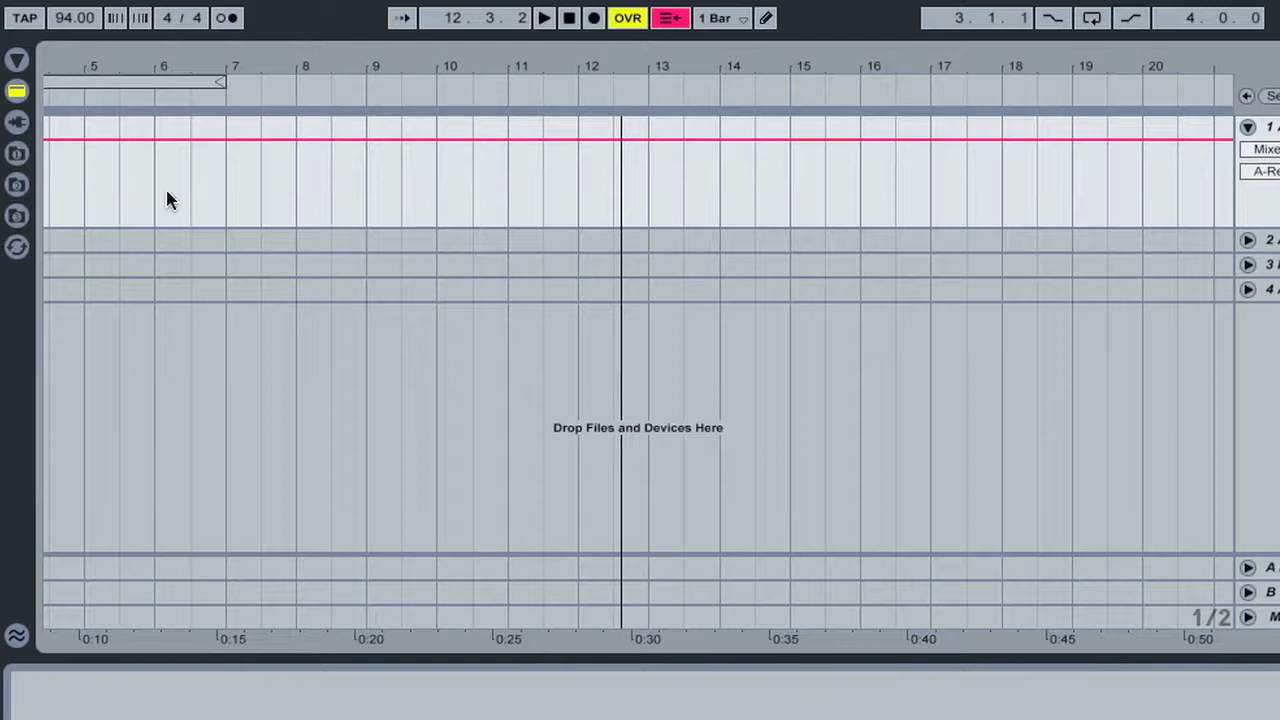 TAP 94.00 4 / 4 12 . 3 . 2 OVR 1 Bar 3 . 1 . 1 4 . 0 . 0
5 6 7 8 9 10 11 12 13 14 15 16 17 18 19 20
1
2
3
4
Drop Files and Devices Here
A
B
1/2
0:10 0:15 0:20 0:25 0:30 0:35 0:40 0:45 0:50